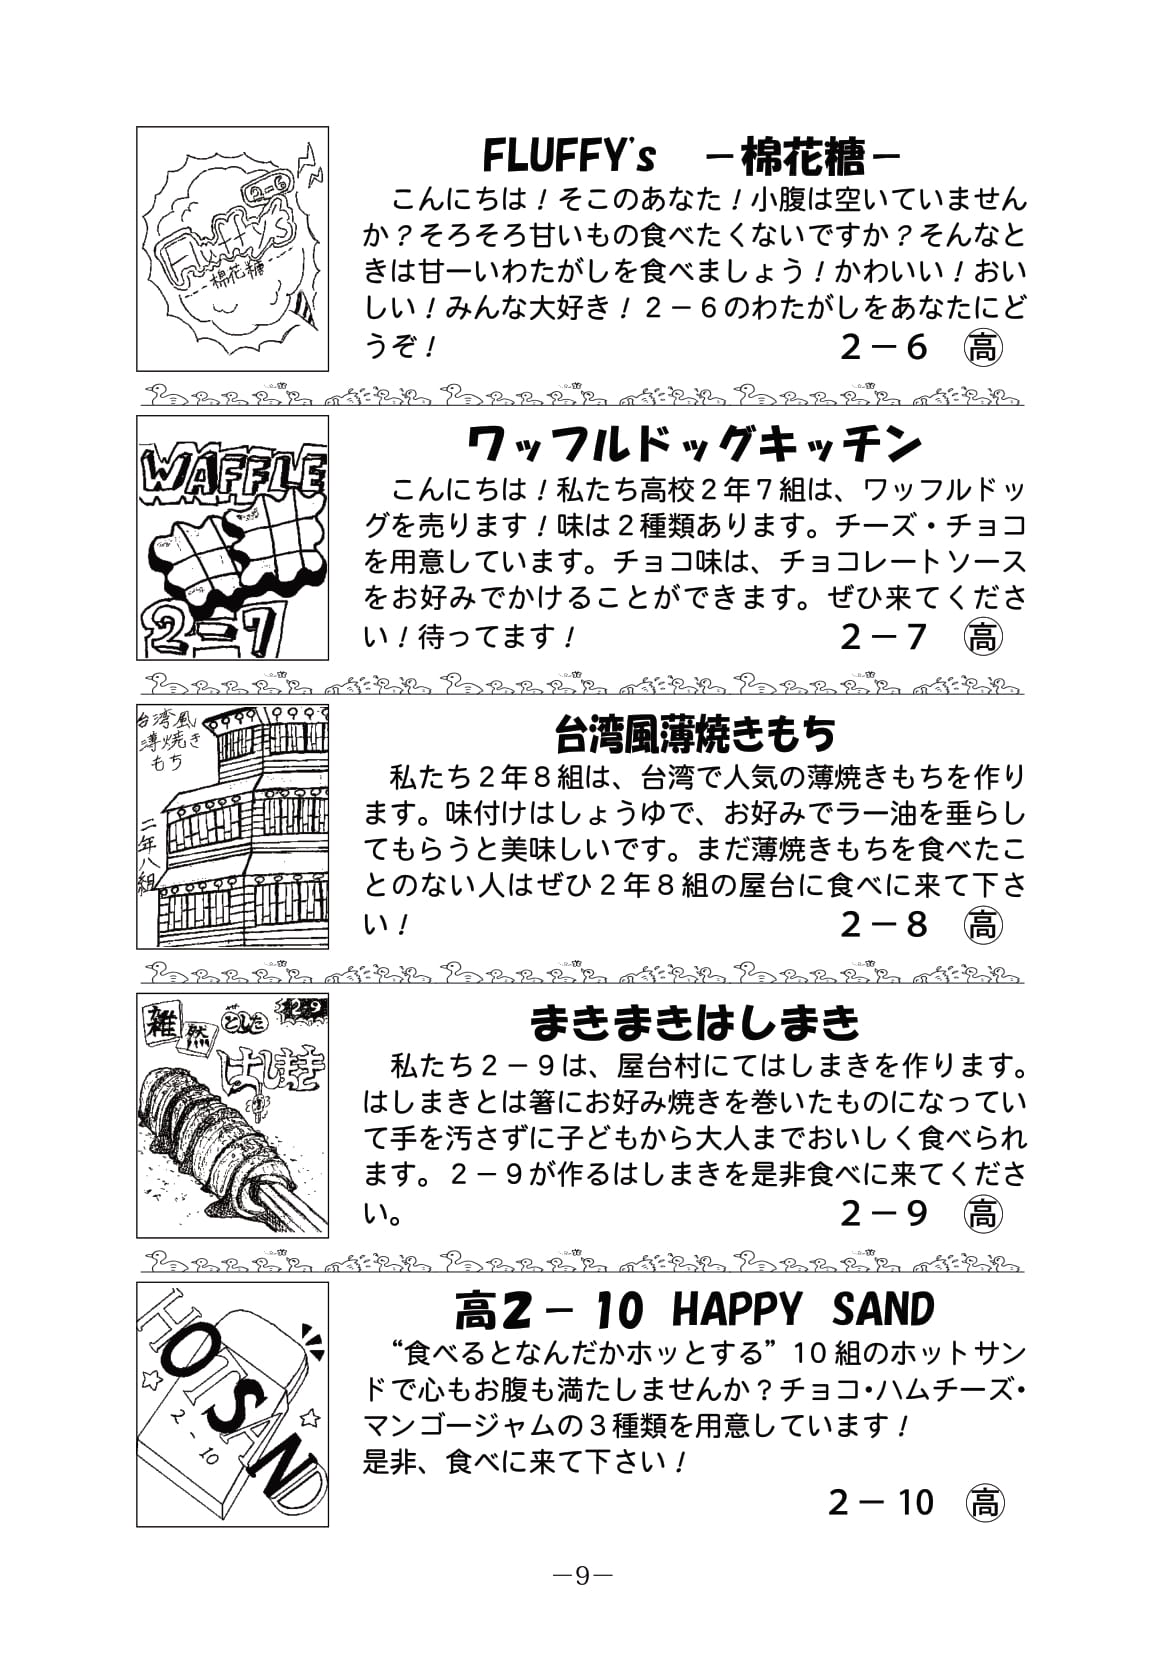 2-6
Fluffy's
棉花糖
FLUFFY's －棉花糖－
こんにちは！そこのあなた！小腹は空いていません
か？そろそろ甘いもの食べたくないですか？そんなと
きは甘ーいわたがしを食べましょう！かわいい！おい
しい！みんな大好き！２－６のわたがしをあなたにど
うぞ！
２－６ ㊫
WAFFLE
2-7
ワッフルドッグキッチン
こんにちは！私たち高校２年７組は、ワッフルドッ
グを売ります！味は２種類あります。チーズ・チョコ
を用意しています。チョコ味は、チョコレートソース
をお好みでかけることができます。ぜひ来てくださ
い！待ってます！
２－７ 高
台湾風
薄焼き
もち
二年八組
台湾風薄焼きもち
私たち２年８組は、台湾で人気の薄焼きもちを作り
ます。味付けはしょうゆで、お好みでラー油を垂らし
てもらうと美味しいです。まだ薄焼きもちを食べたこ
とのない人はぜひ２年８組の屋台に食べに来て下さ
い！
２－８ 高
雑然とした
2-9
はしまき
まきまきはしまき
私たち２－９は、屋台村にてはしまきを作ります。
はしまきとは箸にお好み焼きを巻いたものになってい
て手を汚さずに子どもから大人までおいしく食べられ
ます。２－９が作るはしまきを是非食べに来てくださ
い。
２－９ 高
HOT SAND
2-10
高２－10 HAPPY SAND
“食べるとなんだかホッとする”10組のホットサン
ドで心もお腹も満たしませんか？チョコ・ハムチーズ・
マンゴージャムの３種類を用意しています！
是非、食べに来て下さい！
２－10 高
－9－